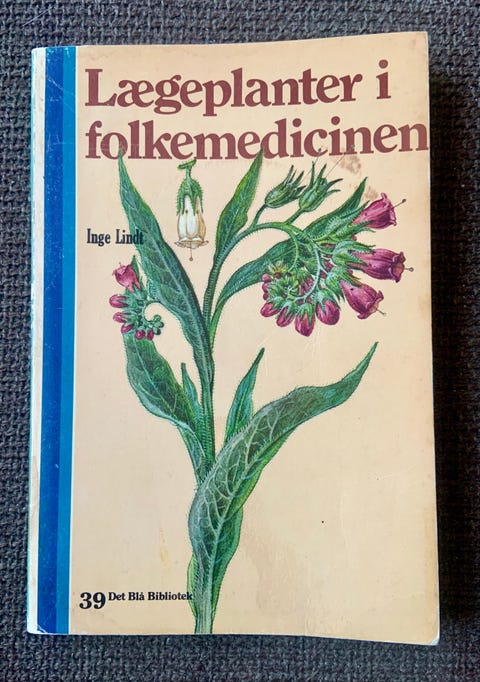 Lægeplanter i
folkemedicinen
Inge Lindt
39 Det Blå Bibliotek